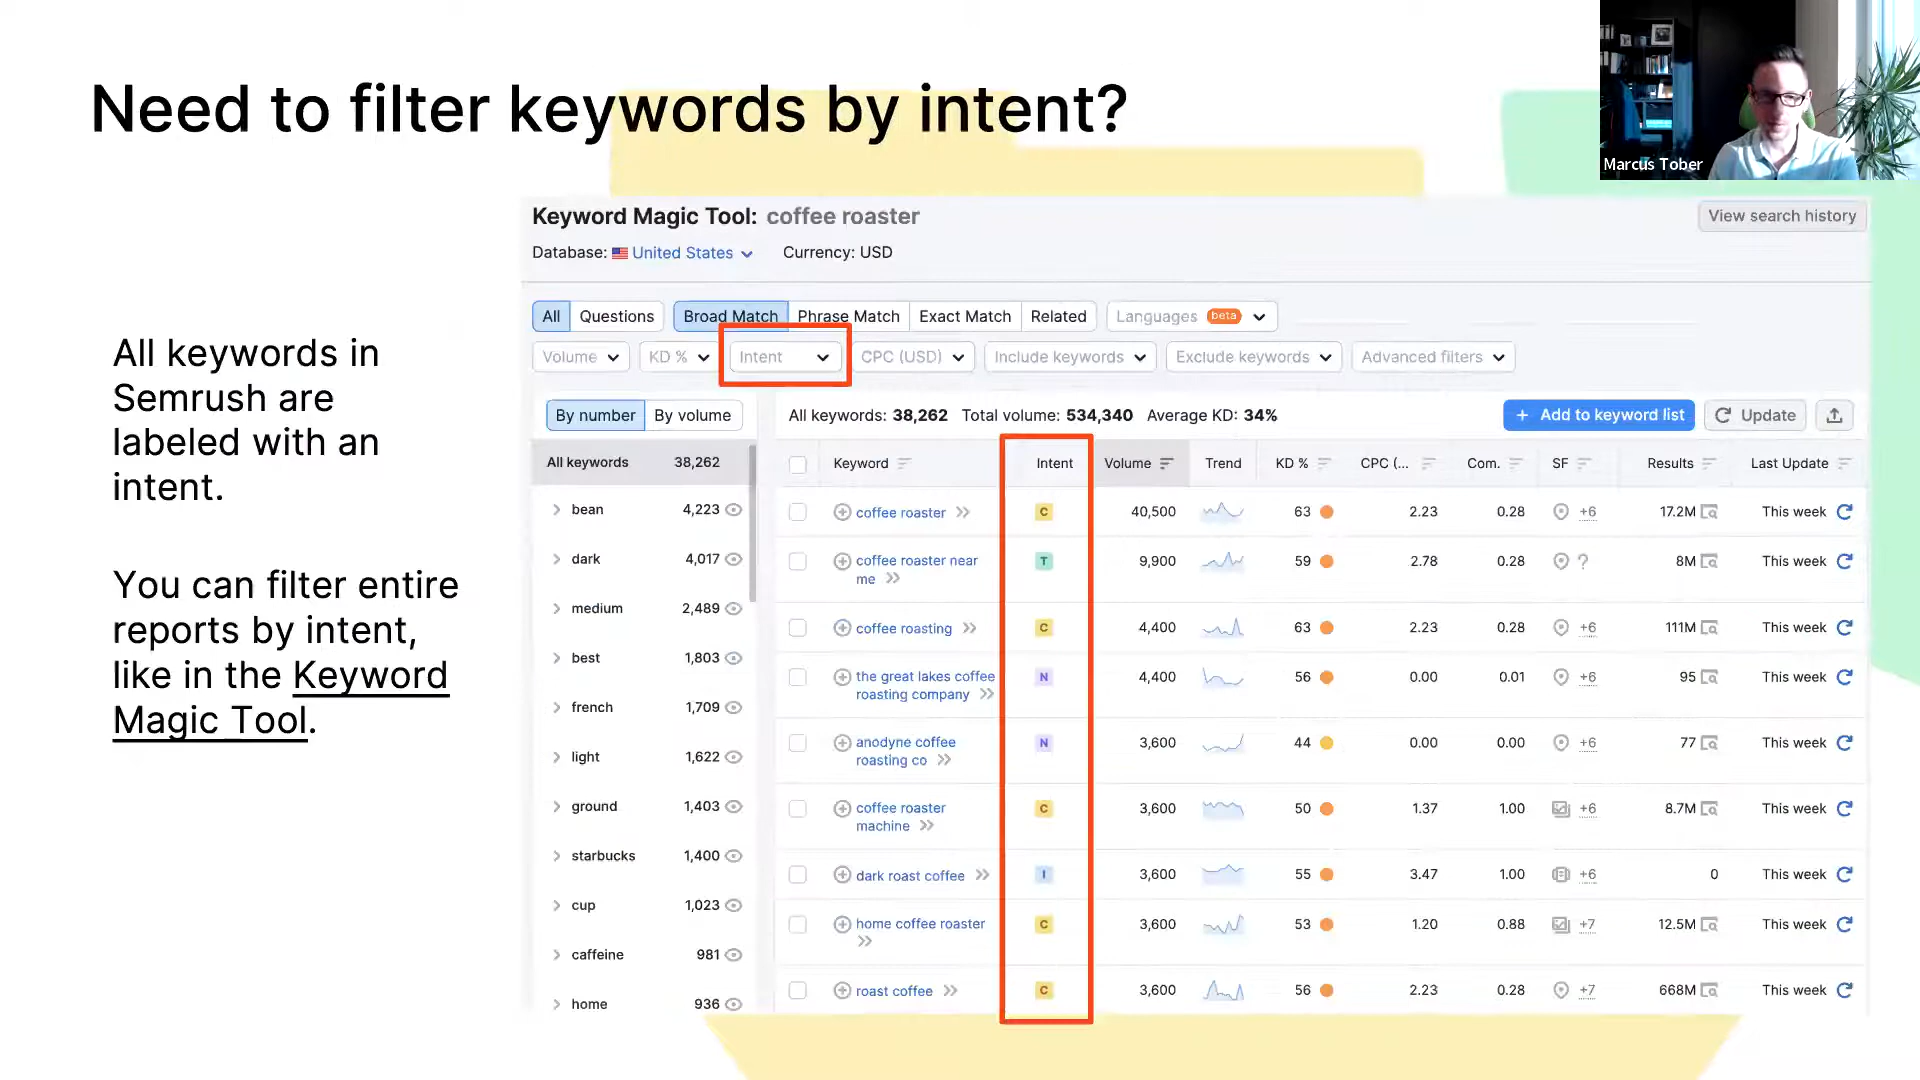 Need to filter keywords by intent?
Marcus Tober
All keywords in
Semrush are
labeled with an
intent.
You can filter entire
reports by intent,
like in the Keyword
Magic Tool.
Keyword Magic Tool: coffee roaster
View search history
Database: United States Currency: USD
All Questions Broad Match Phrase Match Exact Match Related Languages beta
Volume KD % Intent CPC (USD) Include keywords Exclude keywords Advanced filters
By number By volume
All keywords 38,262
bean 4,223
dark 4,017
medium 2,489
best 1,803
french 1,709
light 1,622
ground 1,403
starbucks 1,400
cup 1,023
caffeine 981
home 936
All keywords: 38,262 Total volume: 534,340 Average KD: 34%
+ Add to keyword list Update
Keyword Intent Volume Trend KD % CPC (... Com. SF Results Last Update
coffee roaster C 40,500 63 2.23 0.28 +6 17.2M This week
coffee roaster near
me T 9,900 59 2.78 0.28 ? 8M This week
coffee roasting C 4,400 63 2.23 0.28 +6 111M This week
the great lakes coffee
roasting company N 4,400 56 0.00 0.01 +6 95 This week
anodyne coffee
roasting co N 3,600 44 0.00 0.00 +6 77 This week
coffee roaster
machine C 3,600 50 1.37 1.00 +6 8.7M This week
dark roast coffee I 3,600 55 3.47 1.00 +6 0 This week
home coffee roaster C 3,600 53 1.20 0.88 +7 12.5M This week
roast coffee C 3,600 56 2.23 0.28 +7 668M This week